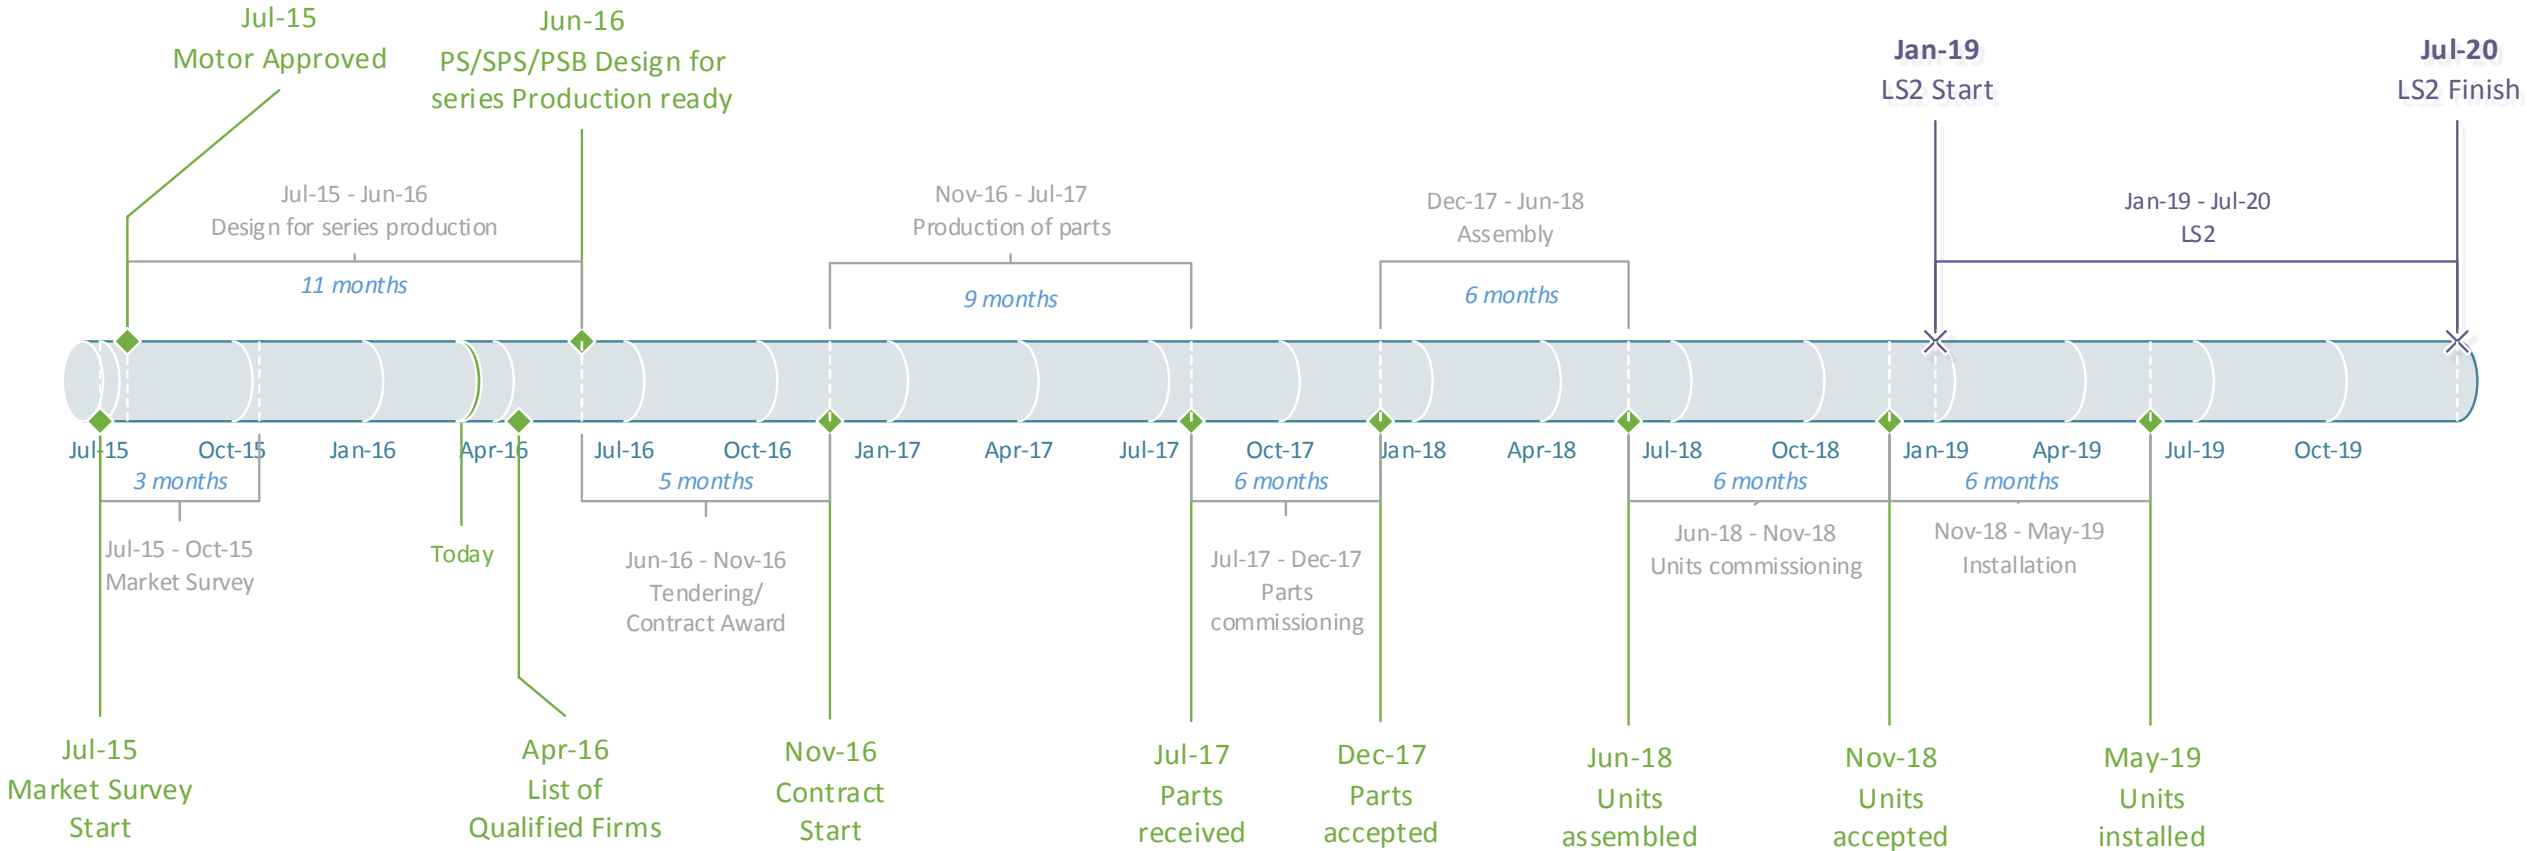 Jul-15
Motor Approved
Jun-16
PS/SPS/PSB Design for
series Production ready
Jan-19
LS2 Start
Jul-20
LS2 Finish
Jul-15 - Jun-16
Design for series production
11 months
Nov-16 - Jul-17
Production of parts
9 months
Dec-17 - Jun-18
Assembly
6 months
Jan-19 - Jul-20
LS2
Jul-15
Oct-15
Jan-16
Apr-16
Jul-16
Oct-16
Jan-17
Apr-17
Jul-17
Oct-17
Jan-18
Apr-18
Jul-18
Oct-18
Jan-19
Apr-19
Jul-19
Oct-19
3 months
Jul-15 - Oct-15
Market Survey
Today
5 months
Jun-16 - Nov-16
Tendering/
Contract Award
6 months
Jul-17 - Dec-17
Parts
commissioning
6 months
Jun-18 - Nov-18
Units commissioning
6 months
Nov-18 - May-19
Installation
Jul-15
Market Survey
Start
Apr-16
List of
Qualified Firms
Nov-16
Contract
Start
Jul-17
Parts
received
Dec-17
Parts
accepted
Jun-18
Units
assembled
Nov-18
Units
accepted
May-19
Units
installed